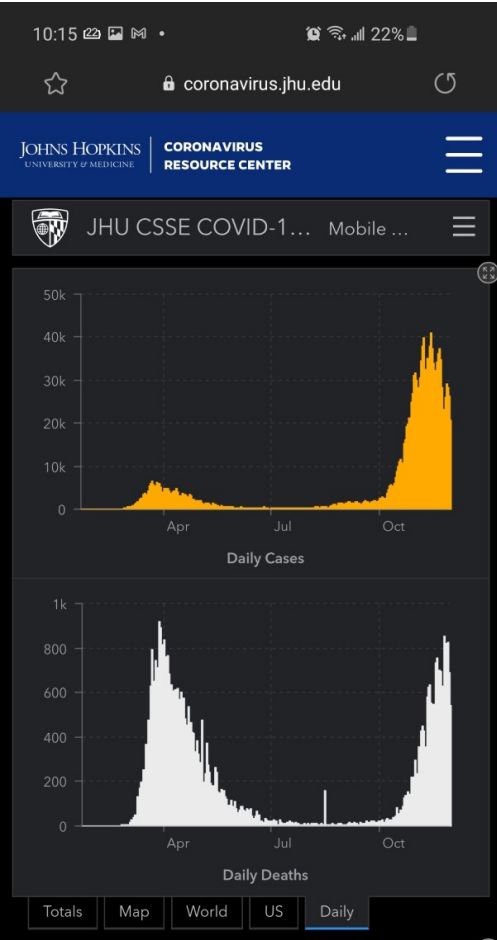 10:15
22%
coronavirus.jhu.edu
JOHNS HOPKINS
UNIVERSITY & MEDICINE
CORONAVIRUS
RESOURCE CENTER
JHU CSSE COVID-1... Mobile ...
50k
40k
30k
20k
10k
0
Apr Jul Oct
Daily Cases
1k
800
600
400
200
0
Apr Jul Oct
Daily Deaths
Totals Map World US Daily